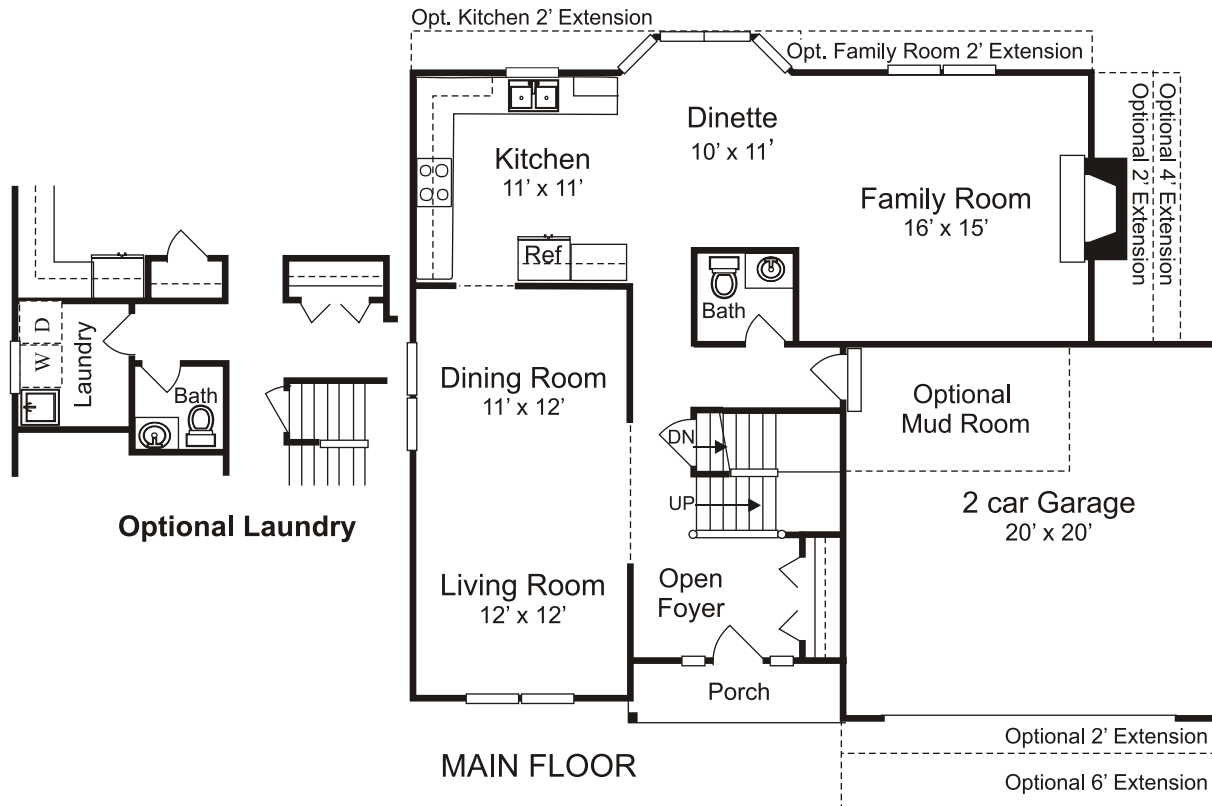 Opt. Kitchen 2’ Extension
Opt. Family Room 2’ Extension
Optional 2’ Extension
Optional 4’ Extension
Dinette
10’ x 11’
Kitchen
11’ x 11’
Family Room
16’ x 15’
Ref
Bath
D
W
Laundry
Bath
Optional Laundry
Dining Room
11’ x 12’
Optional
Mud Room
DN
UP
2 car Garage
20’ x 20’
Living Room
12’ x 12’
Open
Foyer
Porch
MAIN FLOOR
Optional 2’ Extension
Optional 6’ Extension